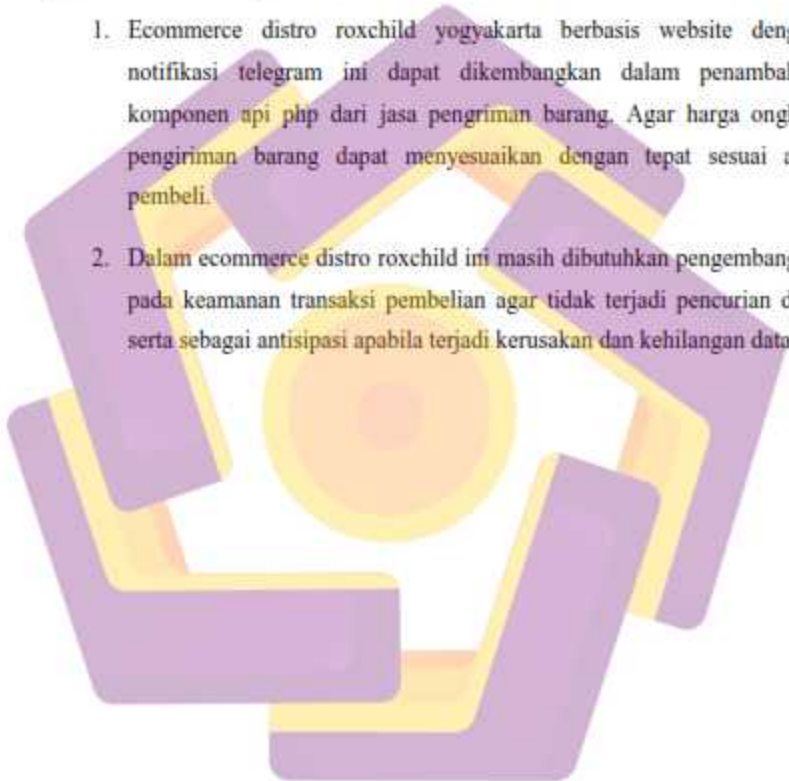 1. Ecommerce distro roxchild yogyakarta berbasis website deng
notifikasi telegram ini dapat dikembangkan dalam penambah
komponen api php dari jasa pengriman barang. Agar harga ongk
pengiriman barang dapat menyesuaikan dengan tepat sesuai a
pembeli.
2. Dalam ecommerce distro roxchild ini masih dibutuhkan pengembang
pada keamanan transaksi pembelian agar tidak terjadi pencurian d
serta sebagai antisipasi apabila terjadi kerusakan dan kehilangan data